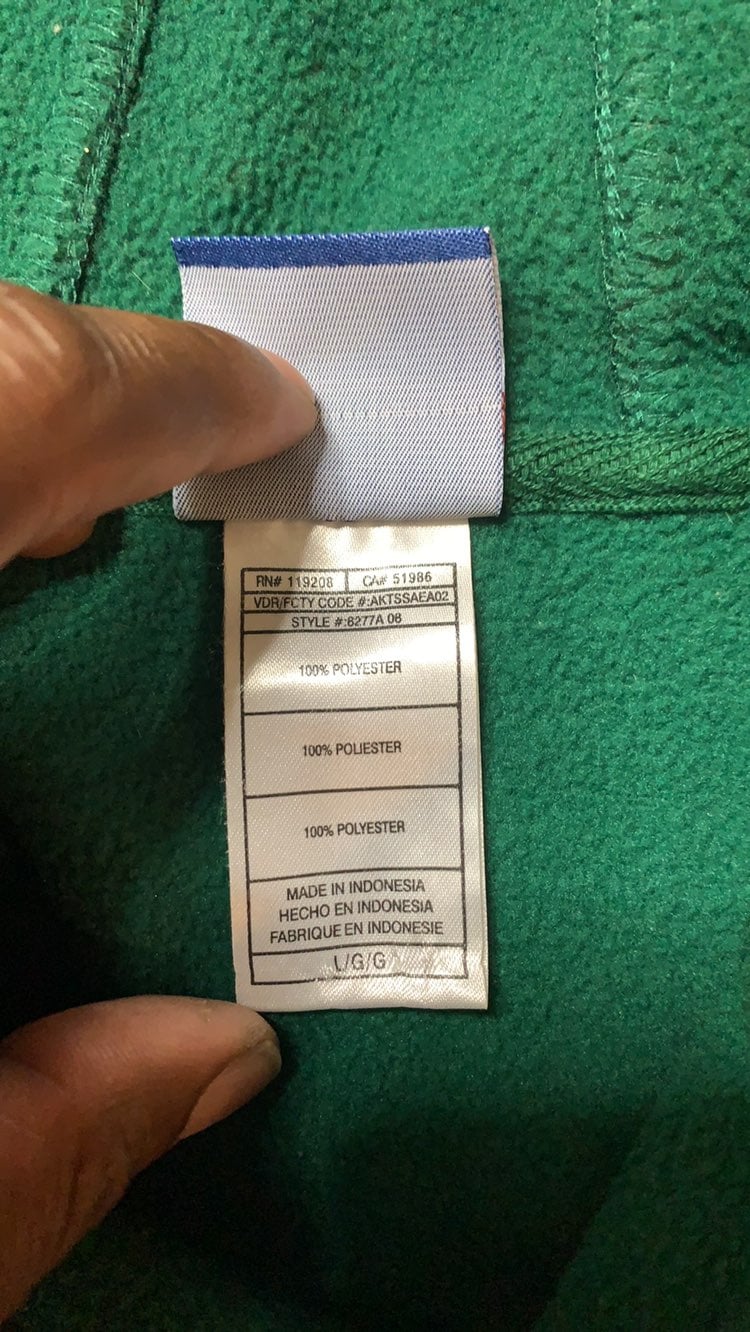 RN# 119208 CA# 51986
VDR/FCTY CODE #:AKTSSAEA02
STYLE #:6277A 06
100% POLYESTER
100% POLIESTER
100% POLYESTER
MADE IN INDONESIA
HECHO EN INDONESIA
FABRIQUE EN INDONESIE
L/G/G